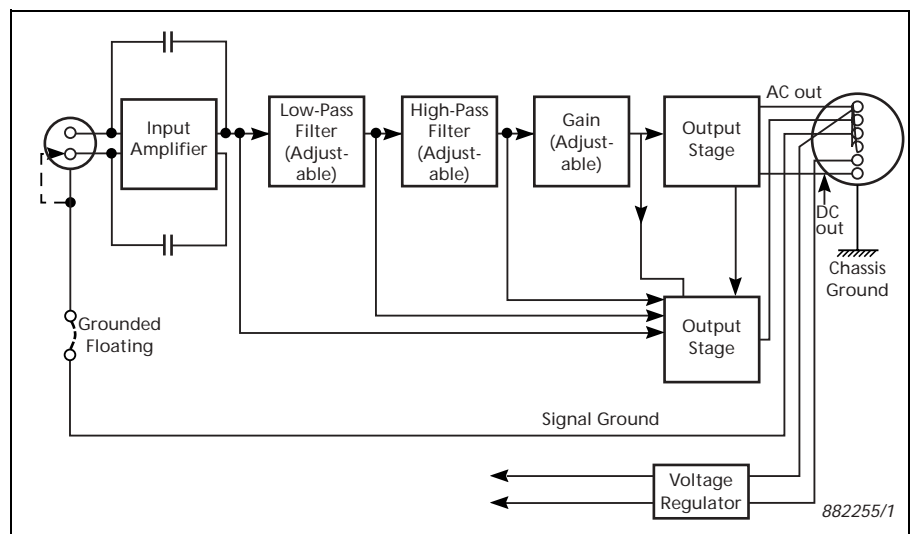 AC out
Input
Amplifier
Low-Pass
Filter
(Adjust-
able)
High-Pass
Filter
(Adjust-
able)
Gain
(Adjust-
able)
Output
Stage
DC
out
Chassis
Ground
Grounded
Floating
Output
Stage
Signal Ground
Voltage
Regulator
882255/1